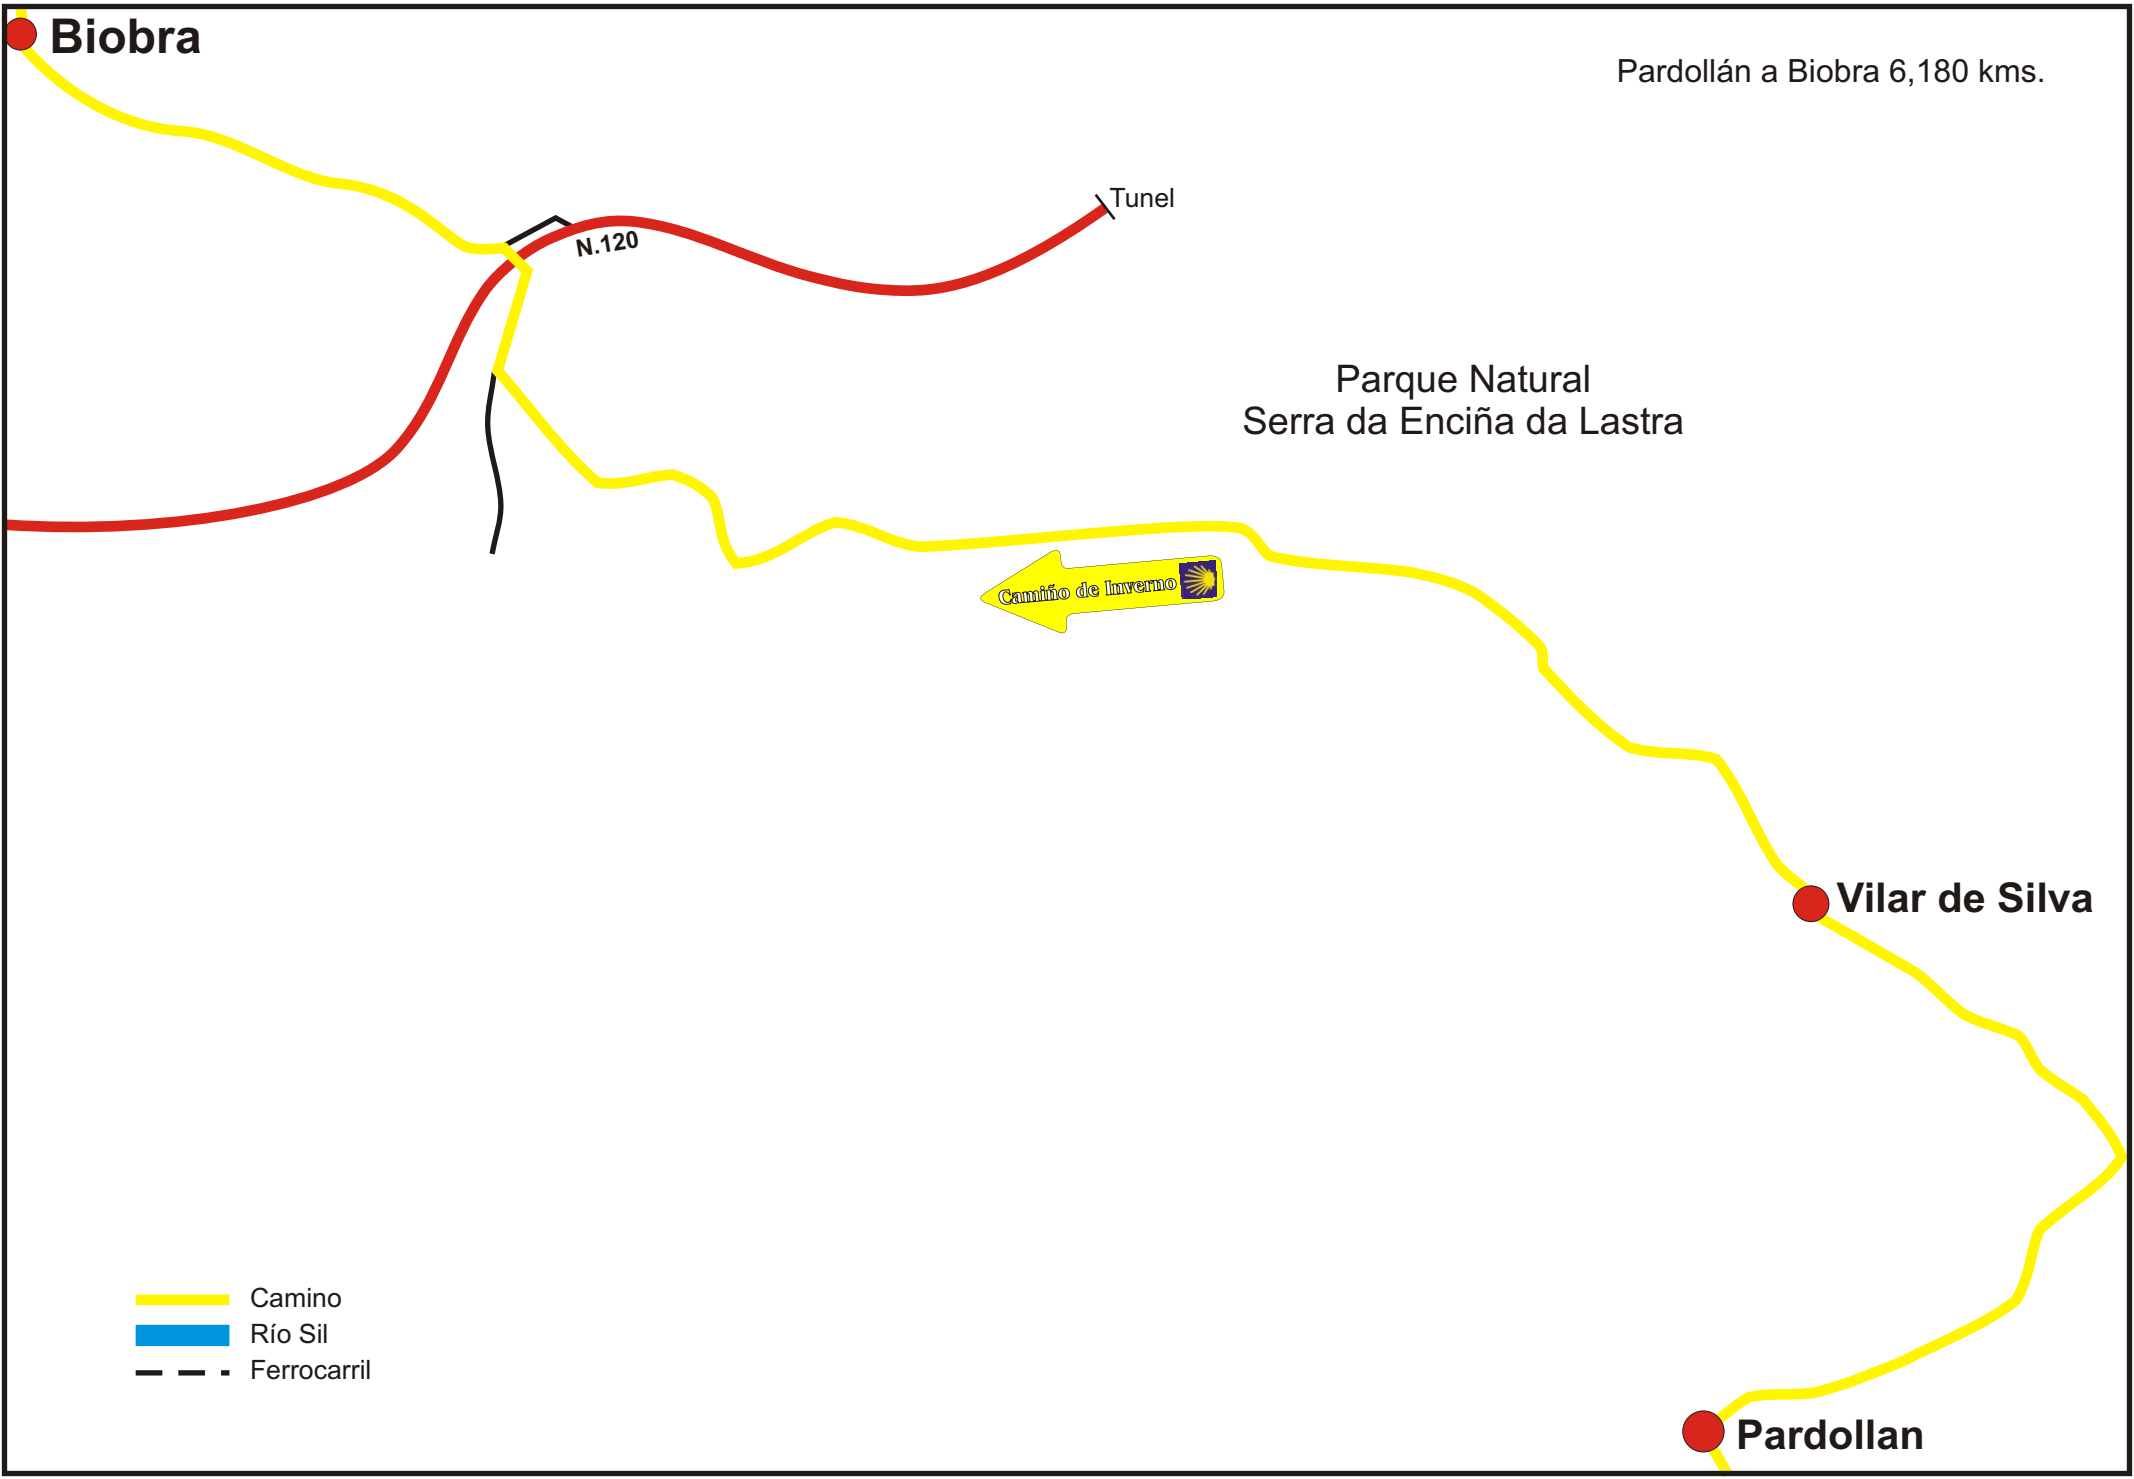 Biobra
Pardollán a Biobra 6,180 kms.
Tunel
N.120
Parque Natural
Serra da Enciña da Lastra
Camiño de Inverno
Vilar de Silva
Camino
Río Sil
Ferrocarril
Pardollan